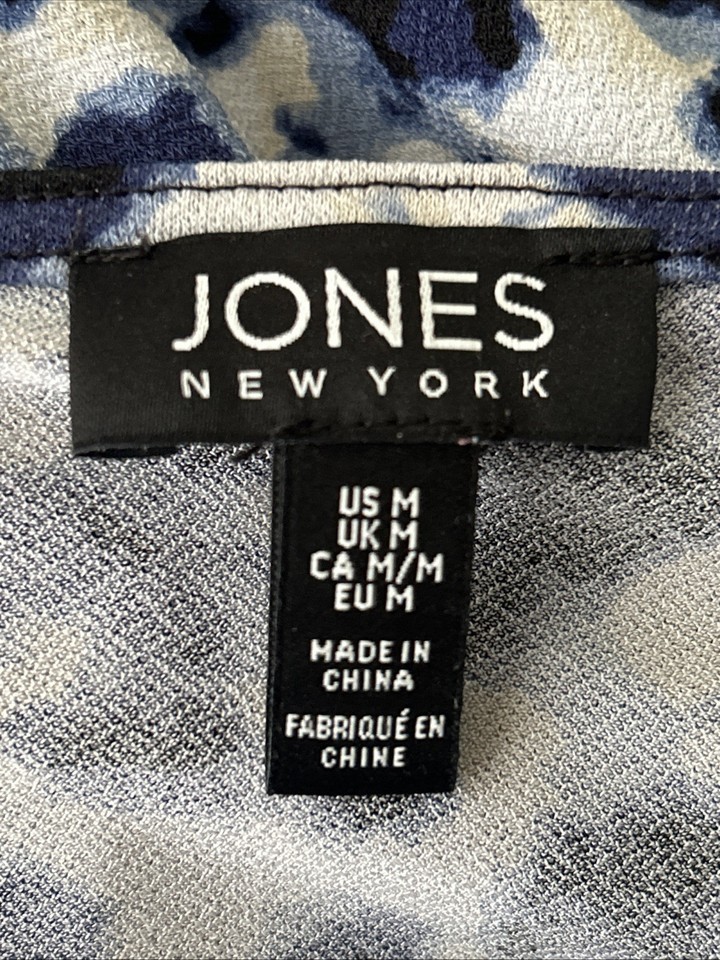 JONES
NEW YORK
US M
UK M
CA M/M
EU M
MADE IN
CHINA
FABRIQUÉ EN
CHINE